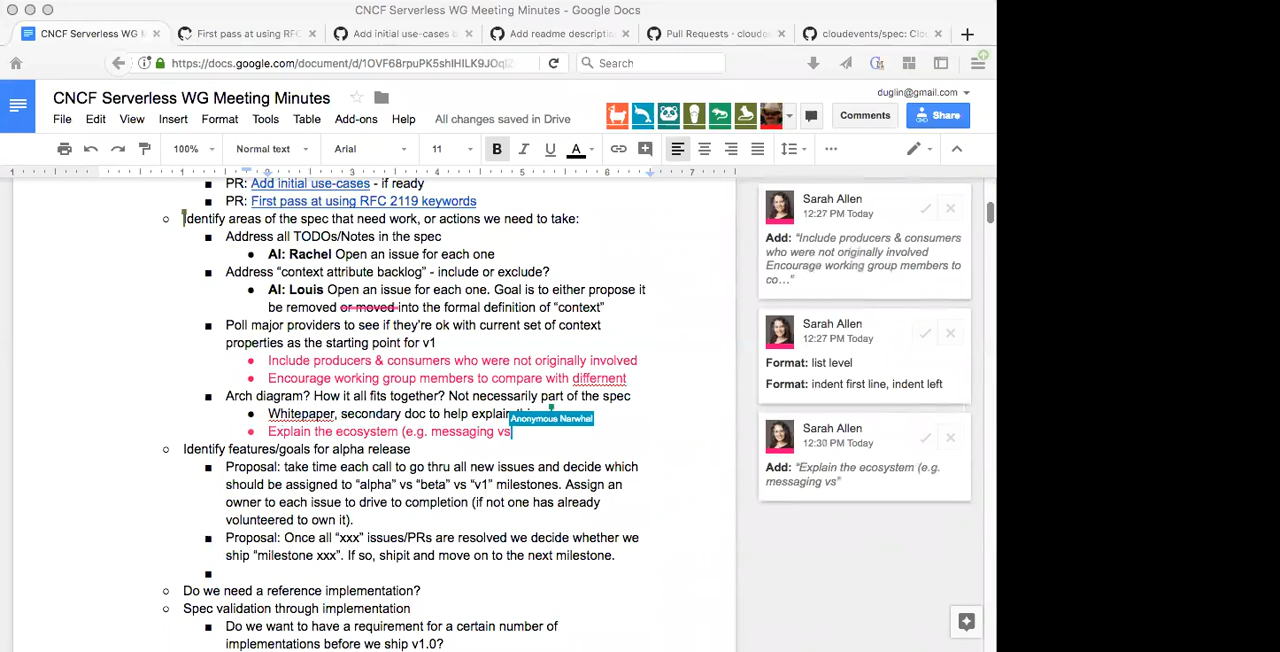 CNCF Serverless WG Meeting Minutes - Google Docs
CNCF Serverless WG M
First pass at using RFC
Add initial use-cases b
Add readme descriptio
Pull Requests · cloude
cloudevents/spec: Clo
https://docs.google.com/document/d/1OVF68rpuPK5shIHILK9JOqlZ
Search
CNCF Serverless WG Meeting Minutes
duglin@gmail.com
File Edit View Insert Format Tools Table Add-ons Help All changes saved in Drive
Comments
Share
100% Normal text Arial 11 B I U A
1 1 2 3 4 5 6 7
PR: Add initial use-cases - if ready
PR: First pass at using RFC 2119 keywords
Identify areas of the spec that need work, or actions we need to take:
Address all TODOs/Notes in the spec
AI: Rachel Open an issue for each one
Address “context attribute backlog” - include or exclude?
AI: Louis Open an issue for each one. Goal is to either propose it
be removed or moved into the formal definition of “context”
Poll major providers to see if they’re ok with current set of context
properties as the starting point for v1
Include producers & consumers who were not originally involved
Encourage working group members to compare with differnent
Arch diagram? How it all fits together? Not necessarily part of the spec
Whitepaper, secondary doc to help explain
Anonymous Narwhal
Explain the ecosystem (e.g. messaging vs
Identify features/goals for alpha release
Proposal: take time each call to go thru all new issues and decide which
should be assigned to “alpha” vs “beta” vs “v1” milestones. Assign an
owner to each issue to drive to completion (if not one has already
volunteered to own it).
Proposal: Once all “xxx” issues/PRs are resolved we decide whether we
ship “milestone xxx”. If so, shipit and move on to the next milestone.
Do we need a reference implementation?
Spec validation through implementation
Do we want to have a requirement for a certain number of
implementations before we ship v1.0?
Sarah Allen
12:27 PM Today
Add: “Include producers & consumers
who were not originally involved
Encourage working group members to
co…”
Sarah Allen
12:27 PM Today
Format: list level
Format: indent first line, indent left
Sarah Allen
12:30 PM Today
Add: “Explain the ecosystem (e.g.
messaging vs”